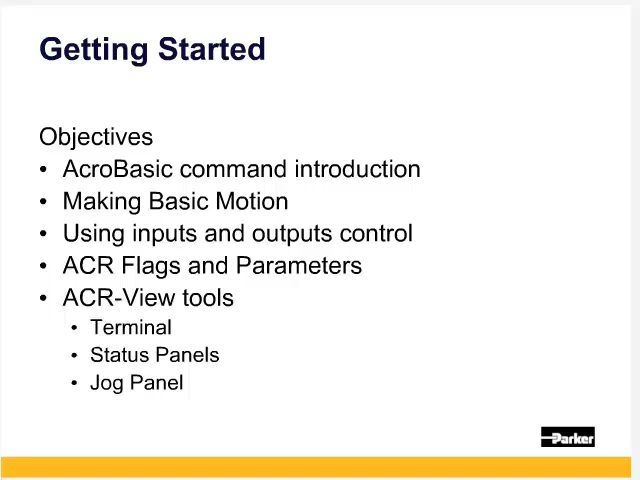 Getting Started
Objectives
• AcroBasic command introduction
• Making Basic Motion
• Using inputs and outputs control
• ACR Flags and Parameters
• ACR-View tools
• Terminal
• Status Panels
• Jog Panel
Parker